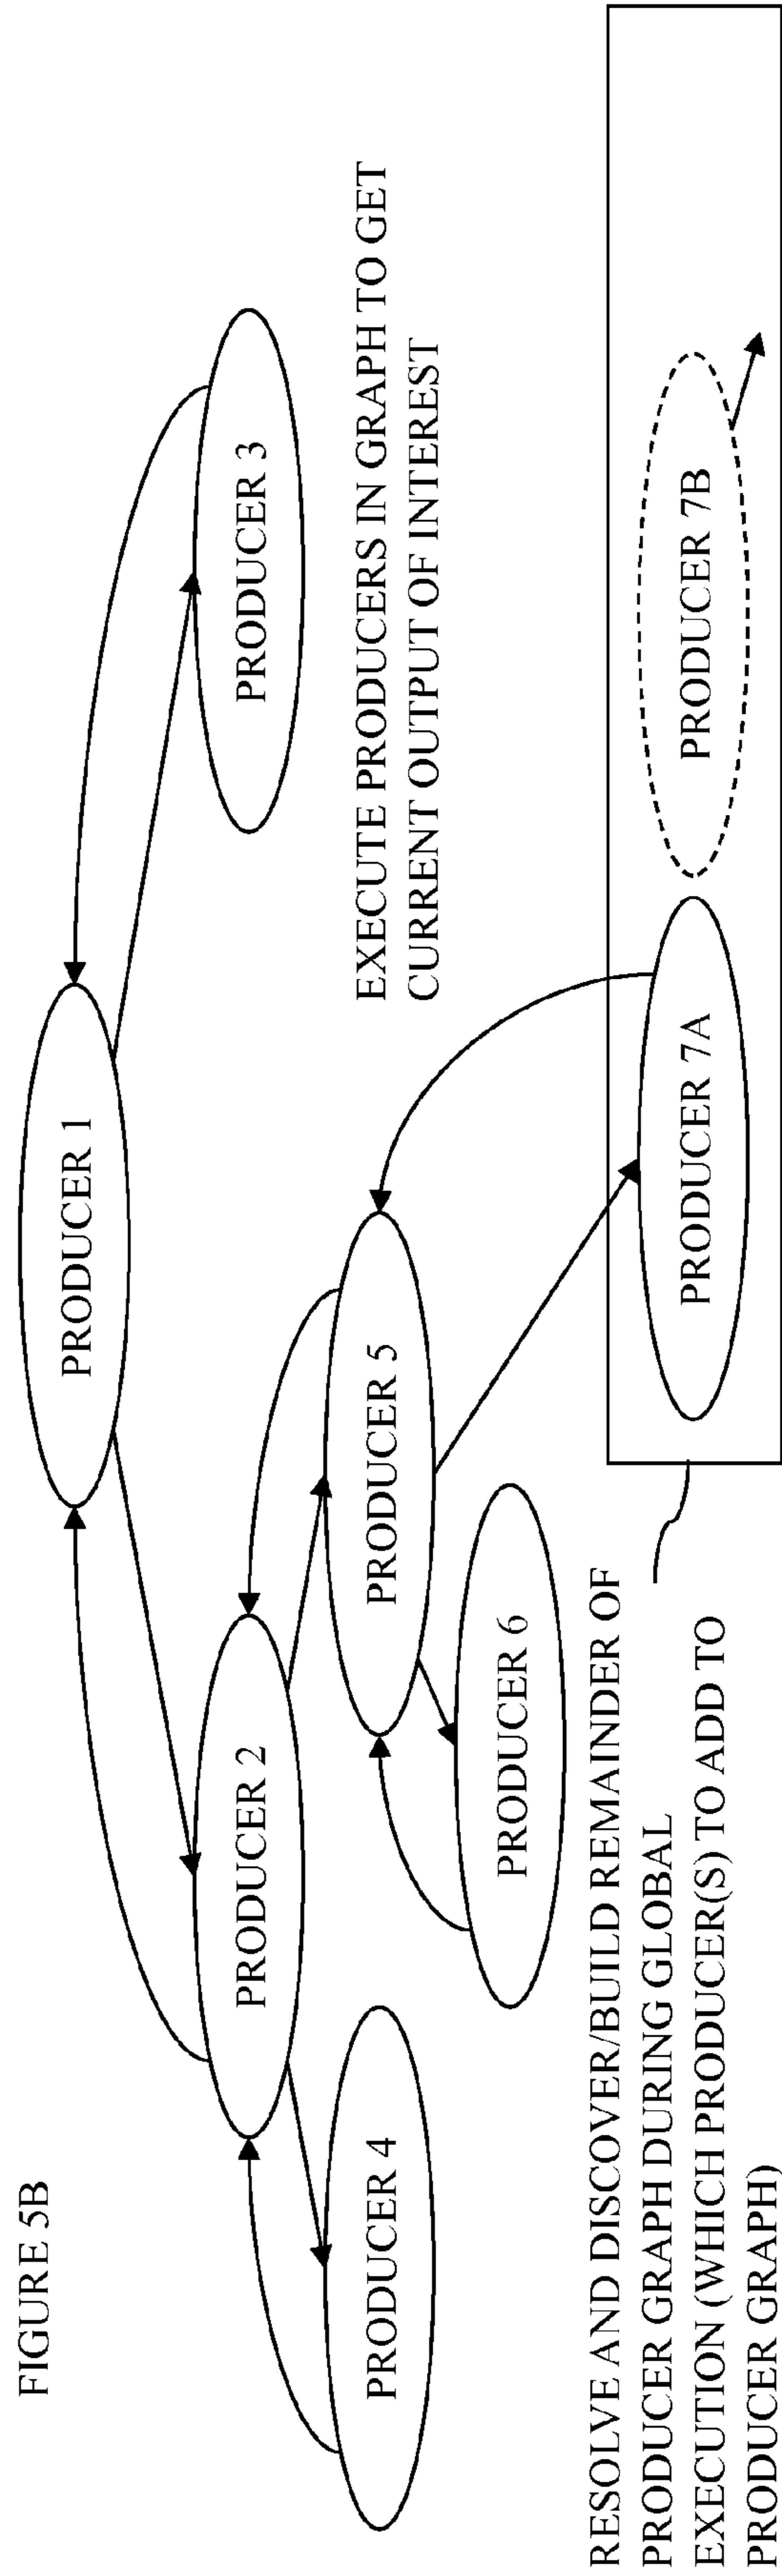 FIGURE 5B
PRODUCER 1
PRODUCER 2
PRODUCER 3
PRODUCER 4
PRODUCER 5
EXECUTE PRODUCERS IN GRAPH TO GET
CURRENT OUTPUT OF INTEREST
PRODUCER 6
RESOLVE AND DISCOVER/BUILD REMAINDER OF
PRODUCER GRAPH DURING GLOBAL
EXECUTION (WHICH PRODUCER(S) TO ADD TO
PRODUCER GRAPH)
PRODUCER 7A
PRODUCER 7B